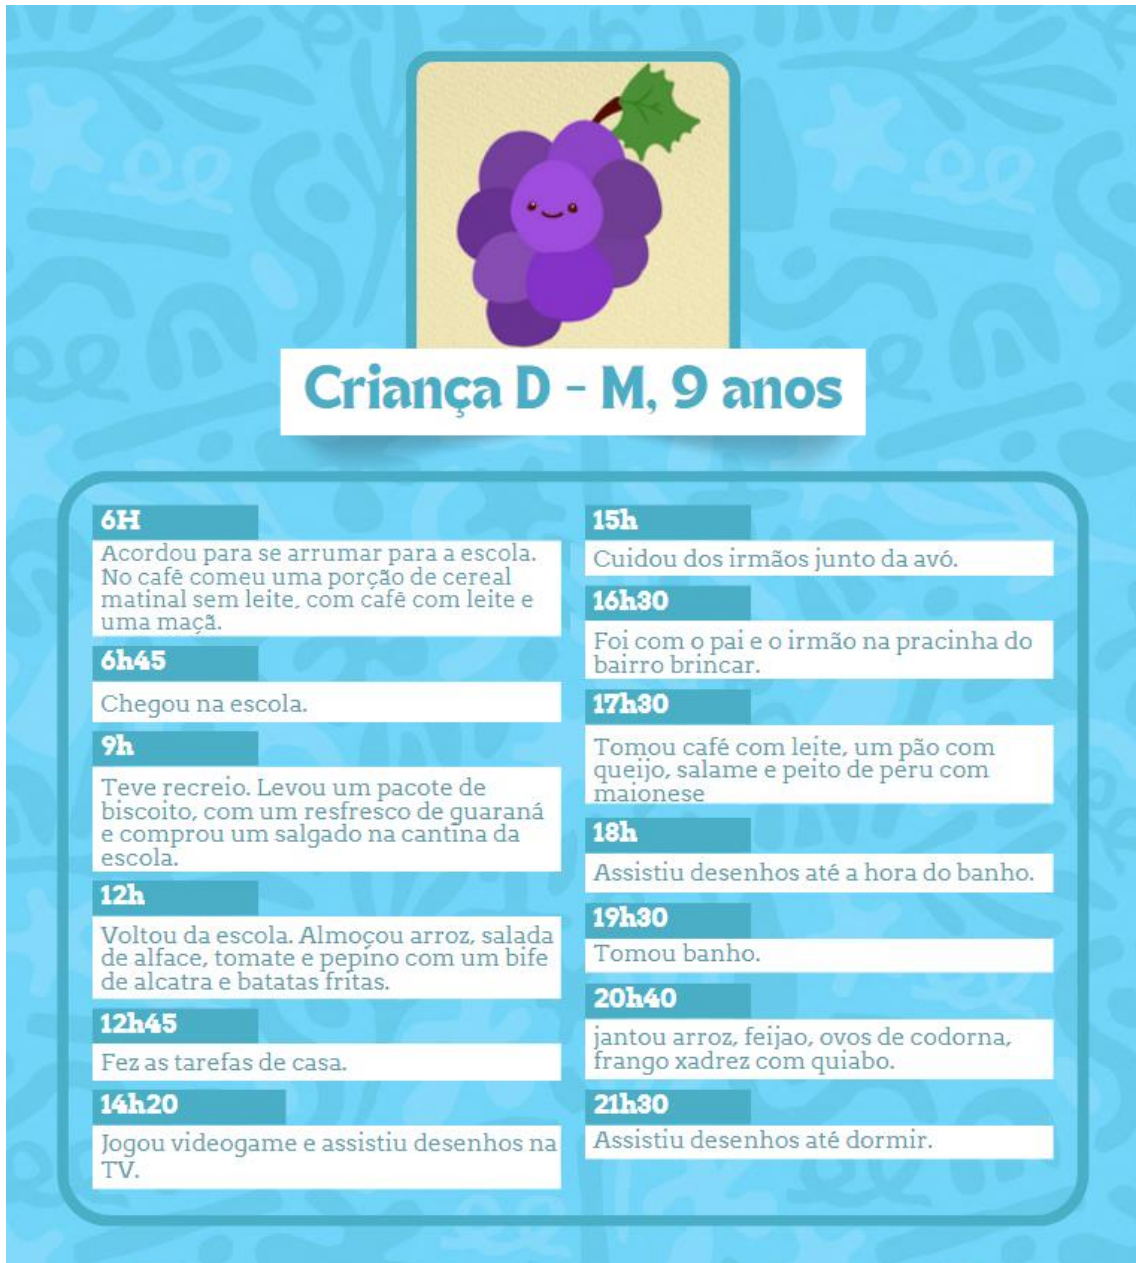 Criança D - M, 9 anos
6H
Acordou para se arrumar para a escola.
No café comeu uma porção de cereal
matinal sem leite, com café com leite e
uma maçã.
6h45
Chegou na escola.
9h
Teve recreio. Levou um pacote de
biscoito, com um resfresco de guaraná
e comprou um salgado na cantina da
escola.
12h
Voltou da escola. Almoçou arroz, salada
de alface, tomate e pepino com um bife
de alcatra e batatas fritas.
12h45
Fez as tarefas de casa.
14h20
Jogou videogame e assistiu desenhos na
TV.
15h
Cuidou dos irmãos junto da avó.
16h30
Foi com o pai e o irmão na pracinha do
bairro brincar.
17h30
Tomou café com leite, um pão com
queijo, salame e peito de peru com
maionese
18h
Assistiu desenhos até a hora do banho.
19h30
Tomou banho.
20h40
jantou arroz, feijao, ovos de codorna,
frango xadrez com quiabo.
21h30
Assistiu desenhos até dormir.